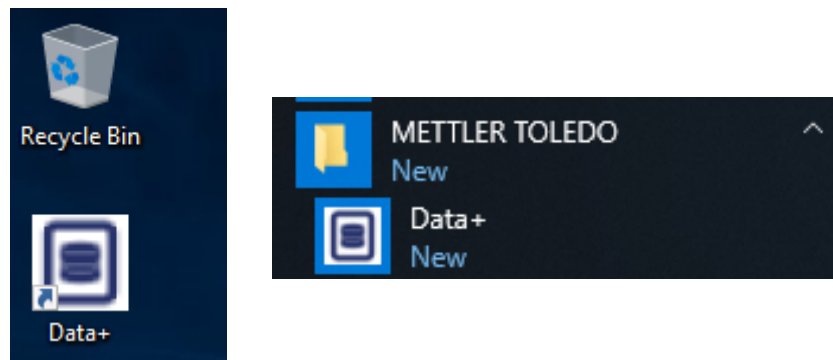 Recycle Bin
Data+
METTLER TOLEDO
New
Data+
New